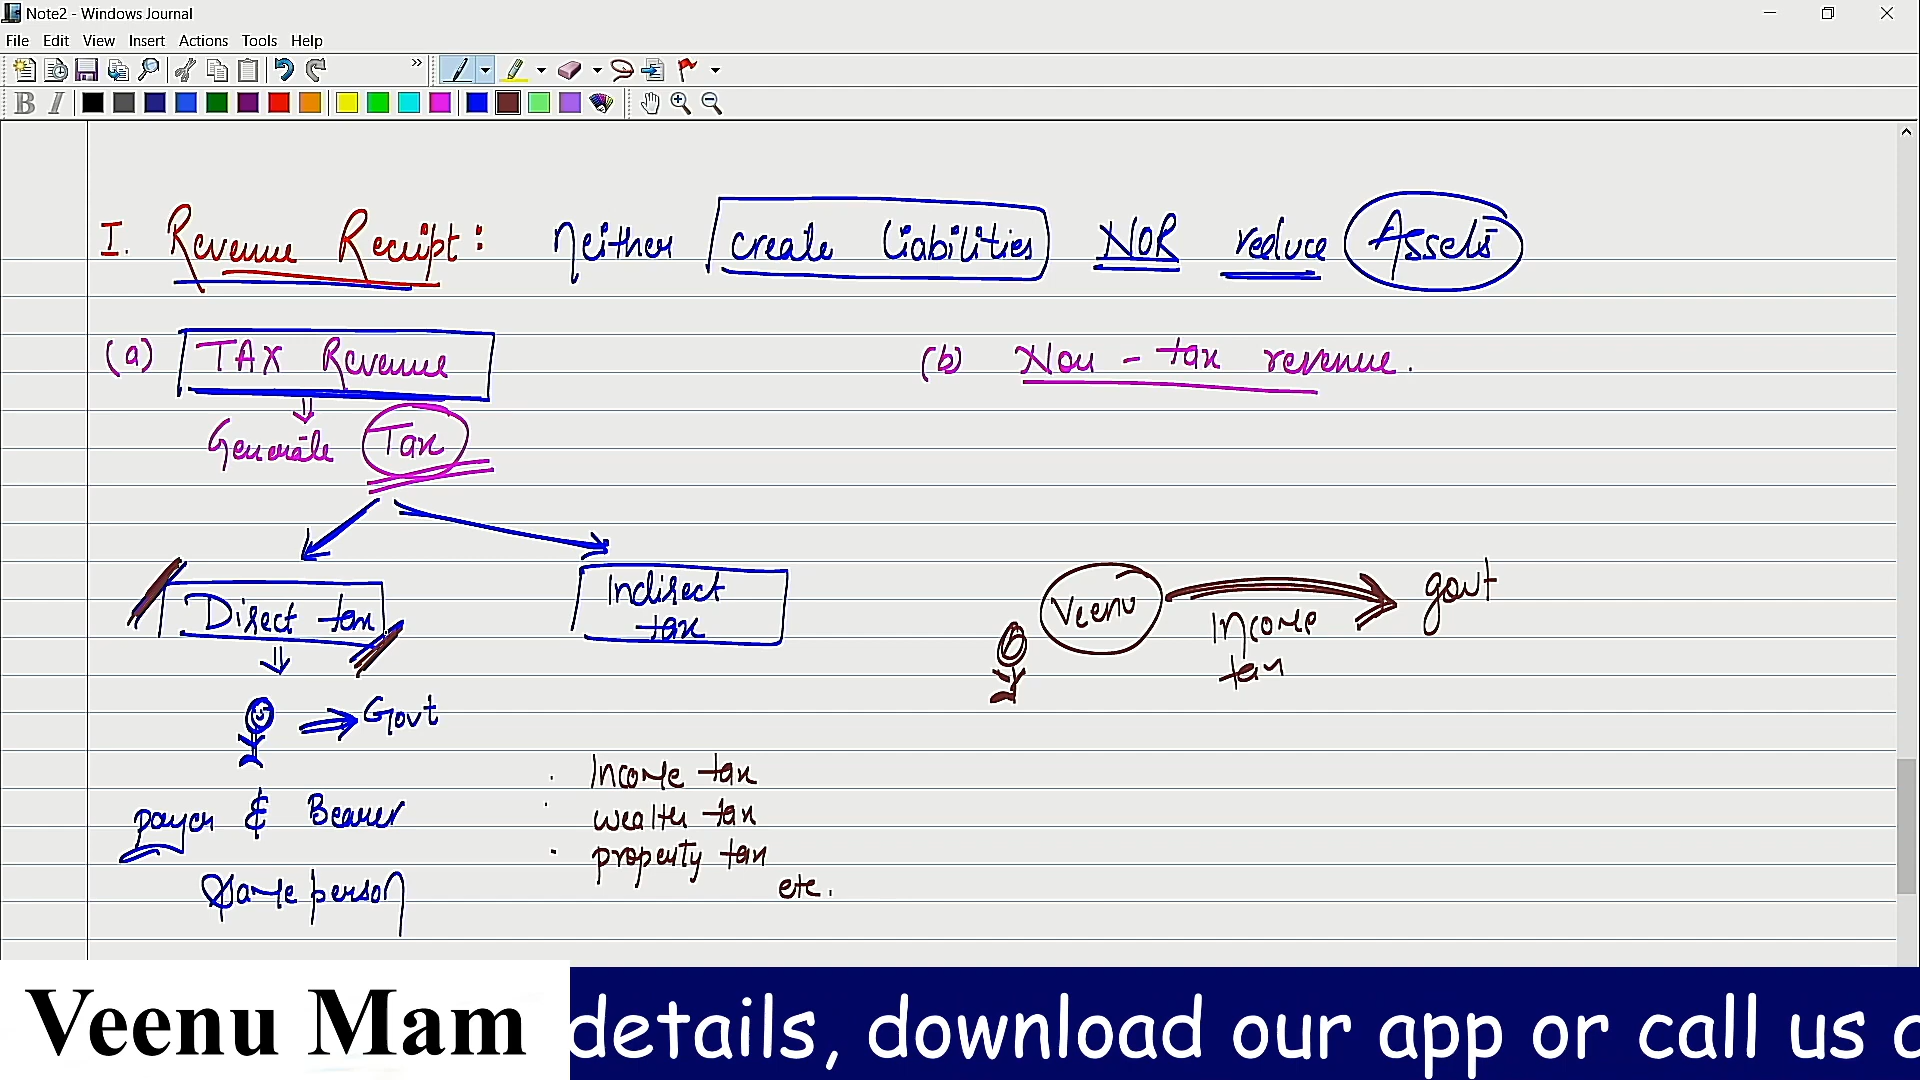 Note2 - Windows Journal
File Edit View Insert Actions Tools Help
B I
I. Revenue Receipt: Neither create liabilities NOR reduce Assets
(a) TAX Revenue
(b) Non - tax revenue.
Generate Tax
Direct tax
Indirect tax
Veenu
govt
Income tax
Govt
payer & Bearer
Same person
· Income tax
· wealth tax
· property tax
etc.
Veenu Mam
details, download our app or call us